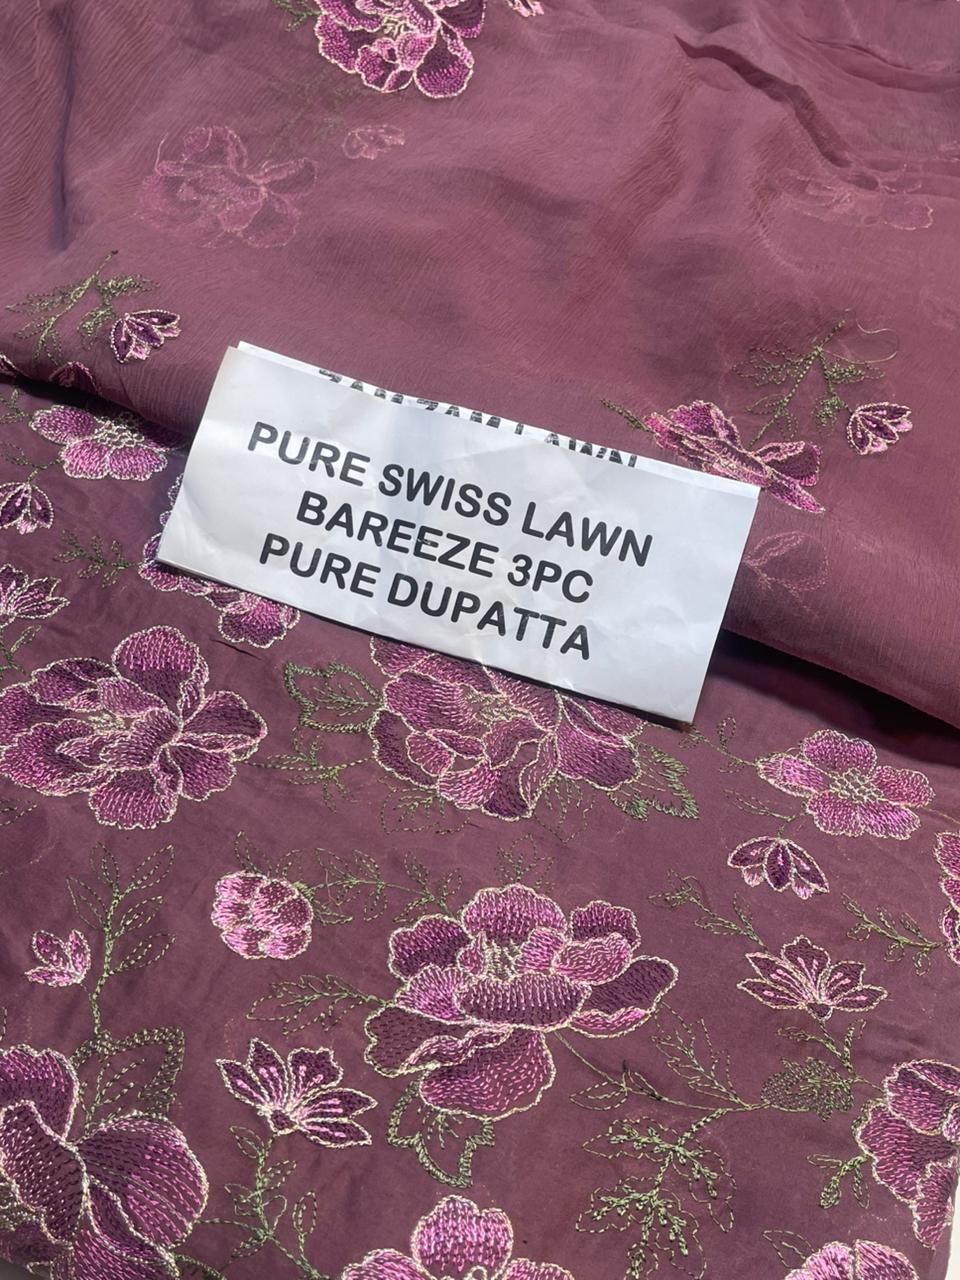 PURE SWISS LAWN
BAREEZE 3PC
PURE DUPATTA